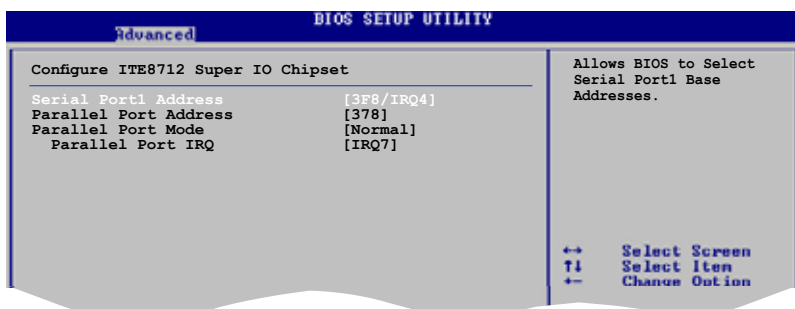 BIOS SETUP UTILITY
Advanced
Configure ITE8712 Super IO Chipset
Serial Port1 Address [3F8/IRQ4]
Parallel Port Address [378]
Parallel Port Mode [Normal]
Parallel Port IRQ [IRQ7]
Allows BIOS to Select
Serial Port1 Base
Addresses.
←→ Select Screen
↑↓ Select Item
+- Change Option